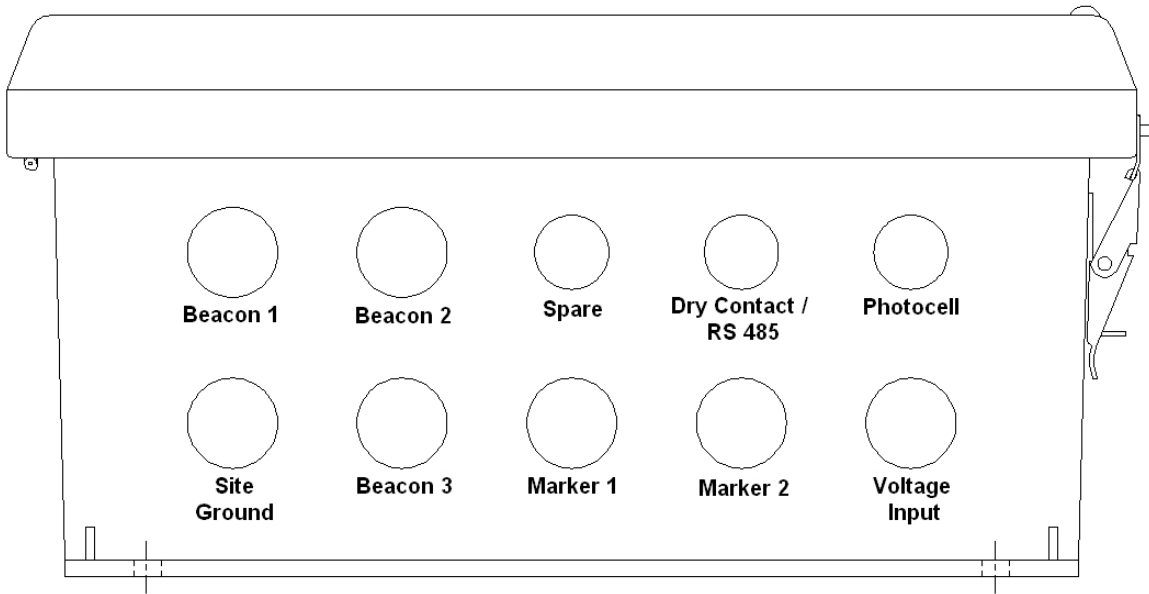 Beacon 1
Beacon 2
Spare
Dry Contact /
RS 485
Photocell
Site
Ground
Beacon 3
Marker 1
Marker 2
Voltage
Input